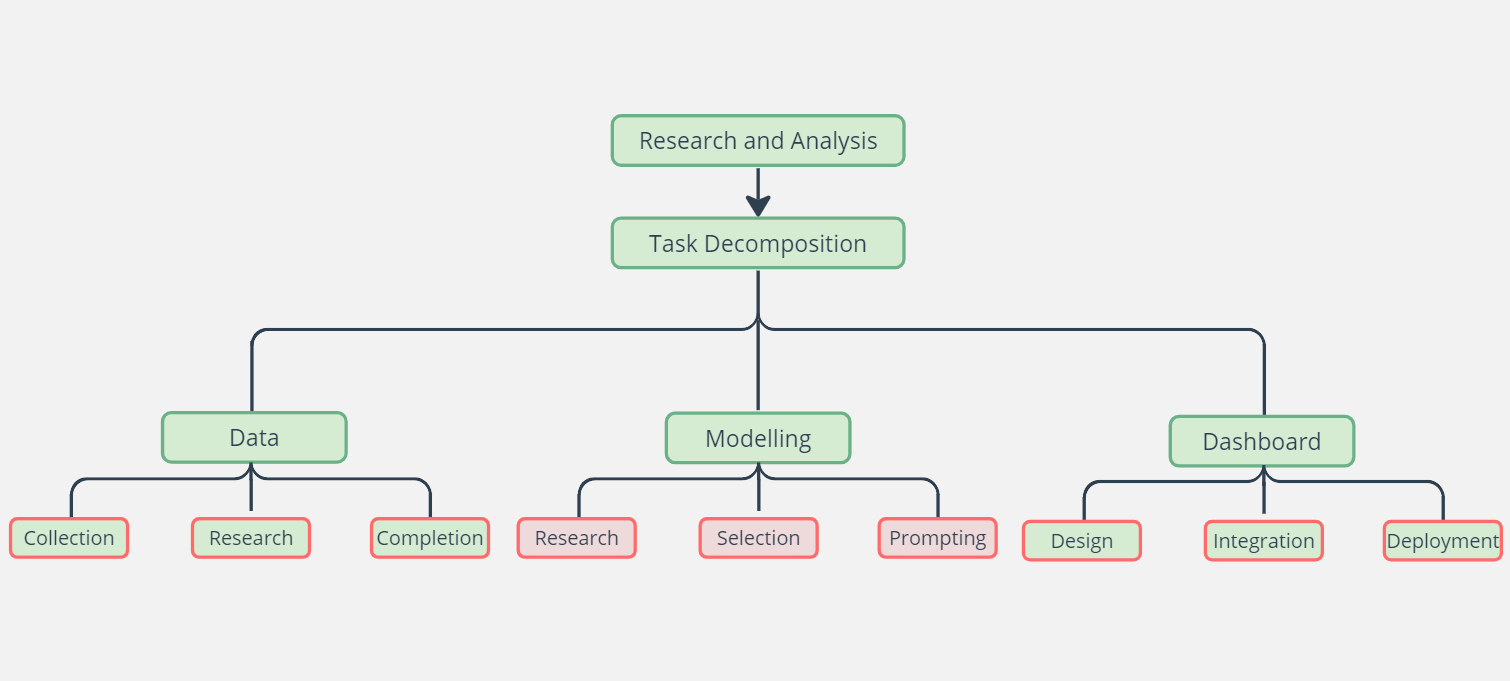 Research and Analysis
Task Decomposition
Data
Modelling
Dashboard
Collection
Research
Completion
Research
Selection
Prompting
Design
Integration
Deployment